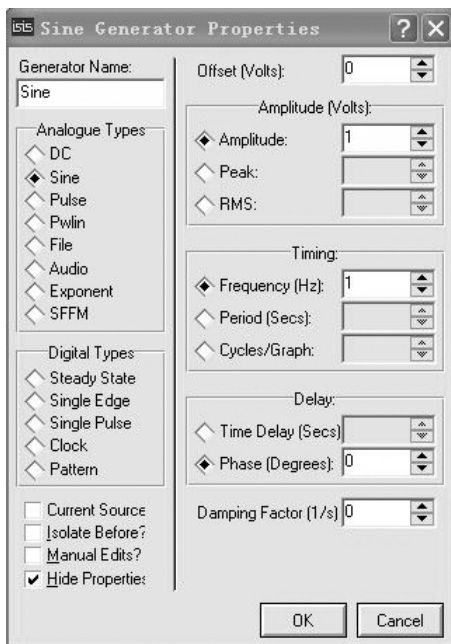 isis Sine Generator Properties
Generator Name:
Sine
Analogue Types
DC
Sine
Pulse
Pwlin
File
Audio
Exponent
SFFM
Digital Types
Steady State
Single Edge
Single Pulse
Clock
Pattern
Current Source
Isolate Before?
Manual Edits?
Hide Properties
Offset (Volts): 0
Amplitude (Volts):
Amplitude: 1
Peak:
RMS:
Timing:
Frequency (Hz): 1
Period (Secs):
Cycles/Graph:
Delay:
Time Delay (Secs)
Phase (Degrees): 0
Damping Factor (1/s) 0
OK Cancel